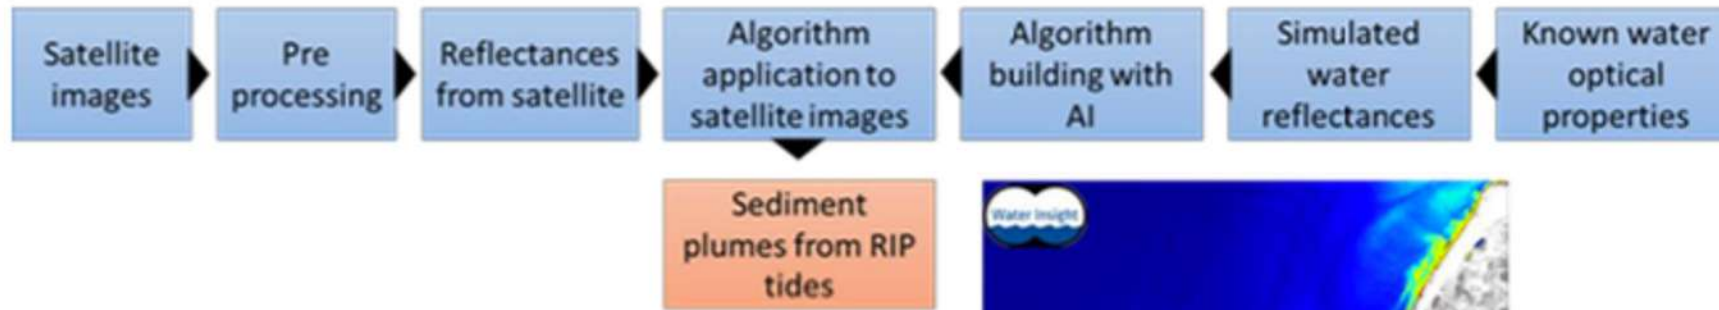 Satellite
images
Pre
processing
Reflectances
from satellite
Algorithm
application to
satellite images
Algorithm
building with
AI
Simulated
water
reflectances
Known water
optical
properties
Sediment
plumes from RIP
tides
Water Insight